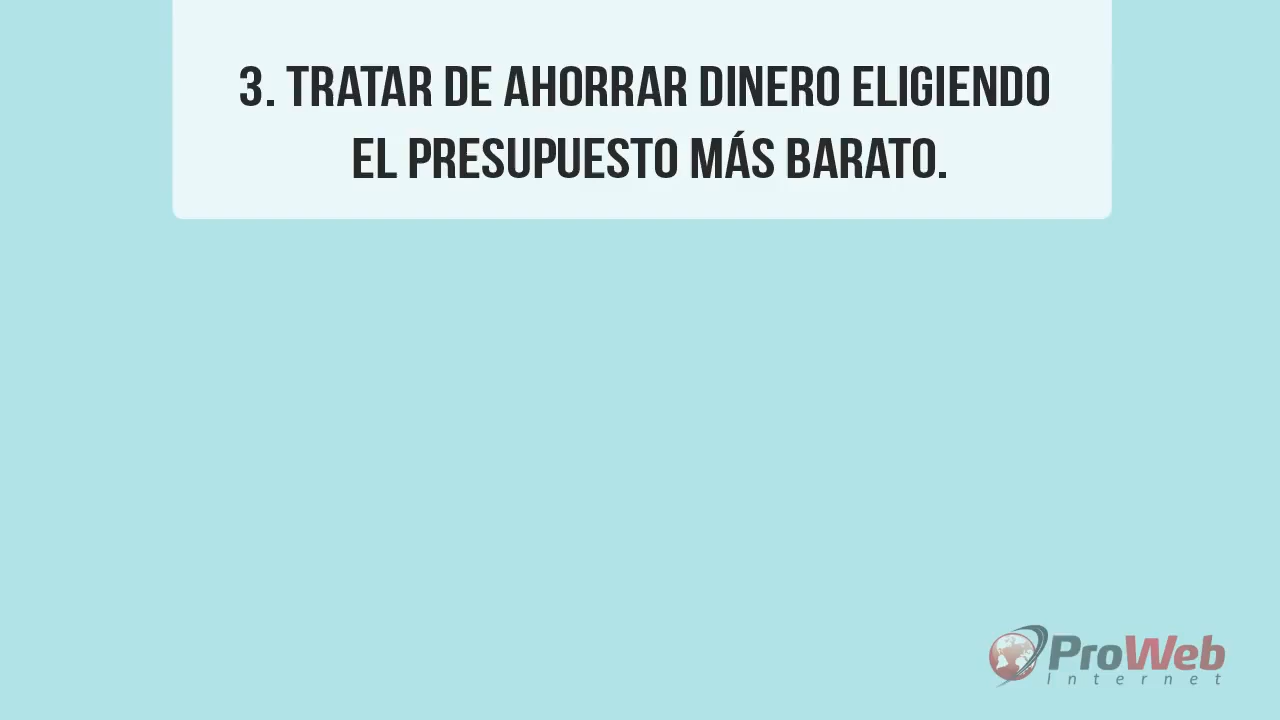 3. TRATAR DE AHORRAR DINERO ELIGIENDO
EL PRESUPUESTO MÁS BARATO.
ProWeb
Internet